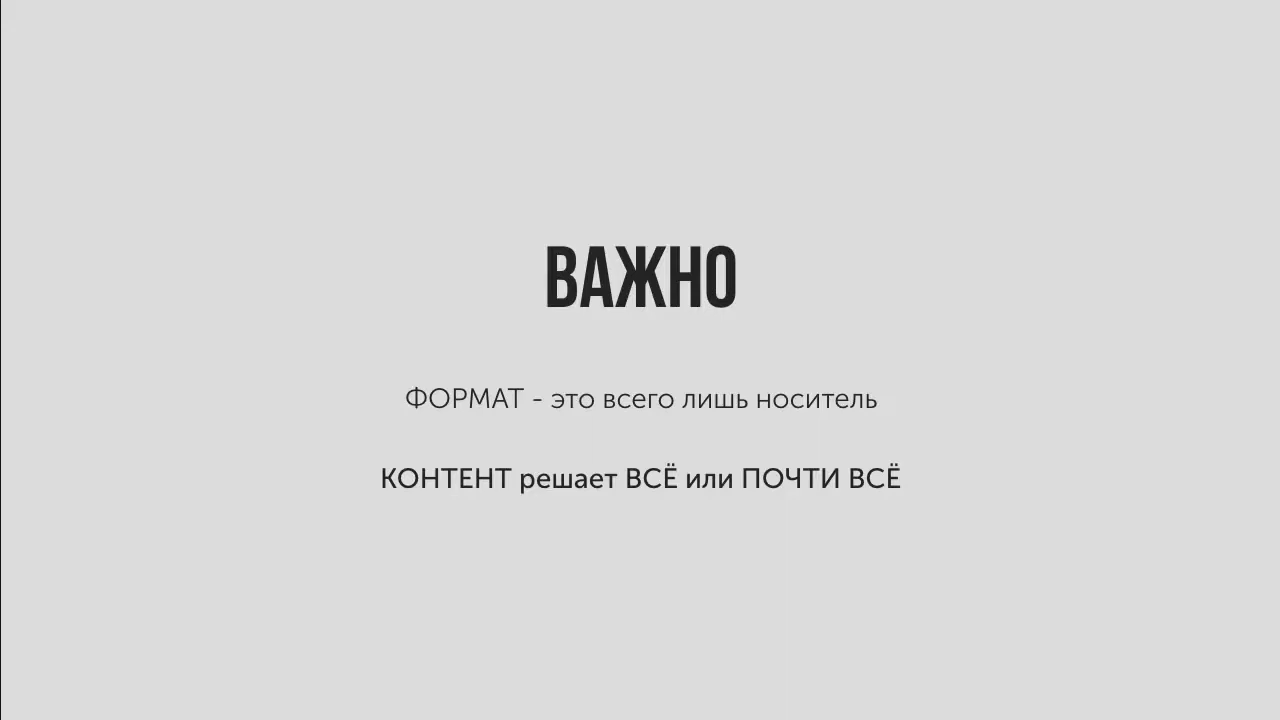 ВАЖНО
ФОРМАТ - это всего лишь носитель
КОНТЕНТ решает ВСЁ или ПОЧТИ ВСЁ